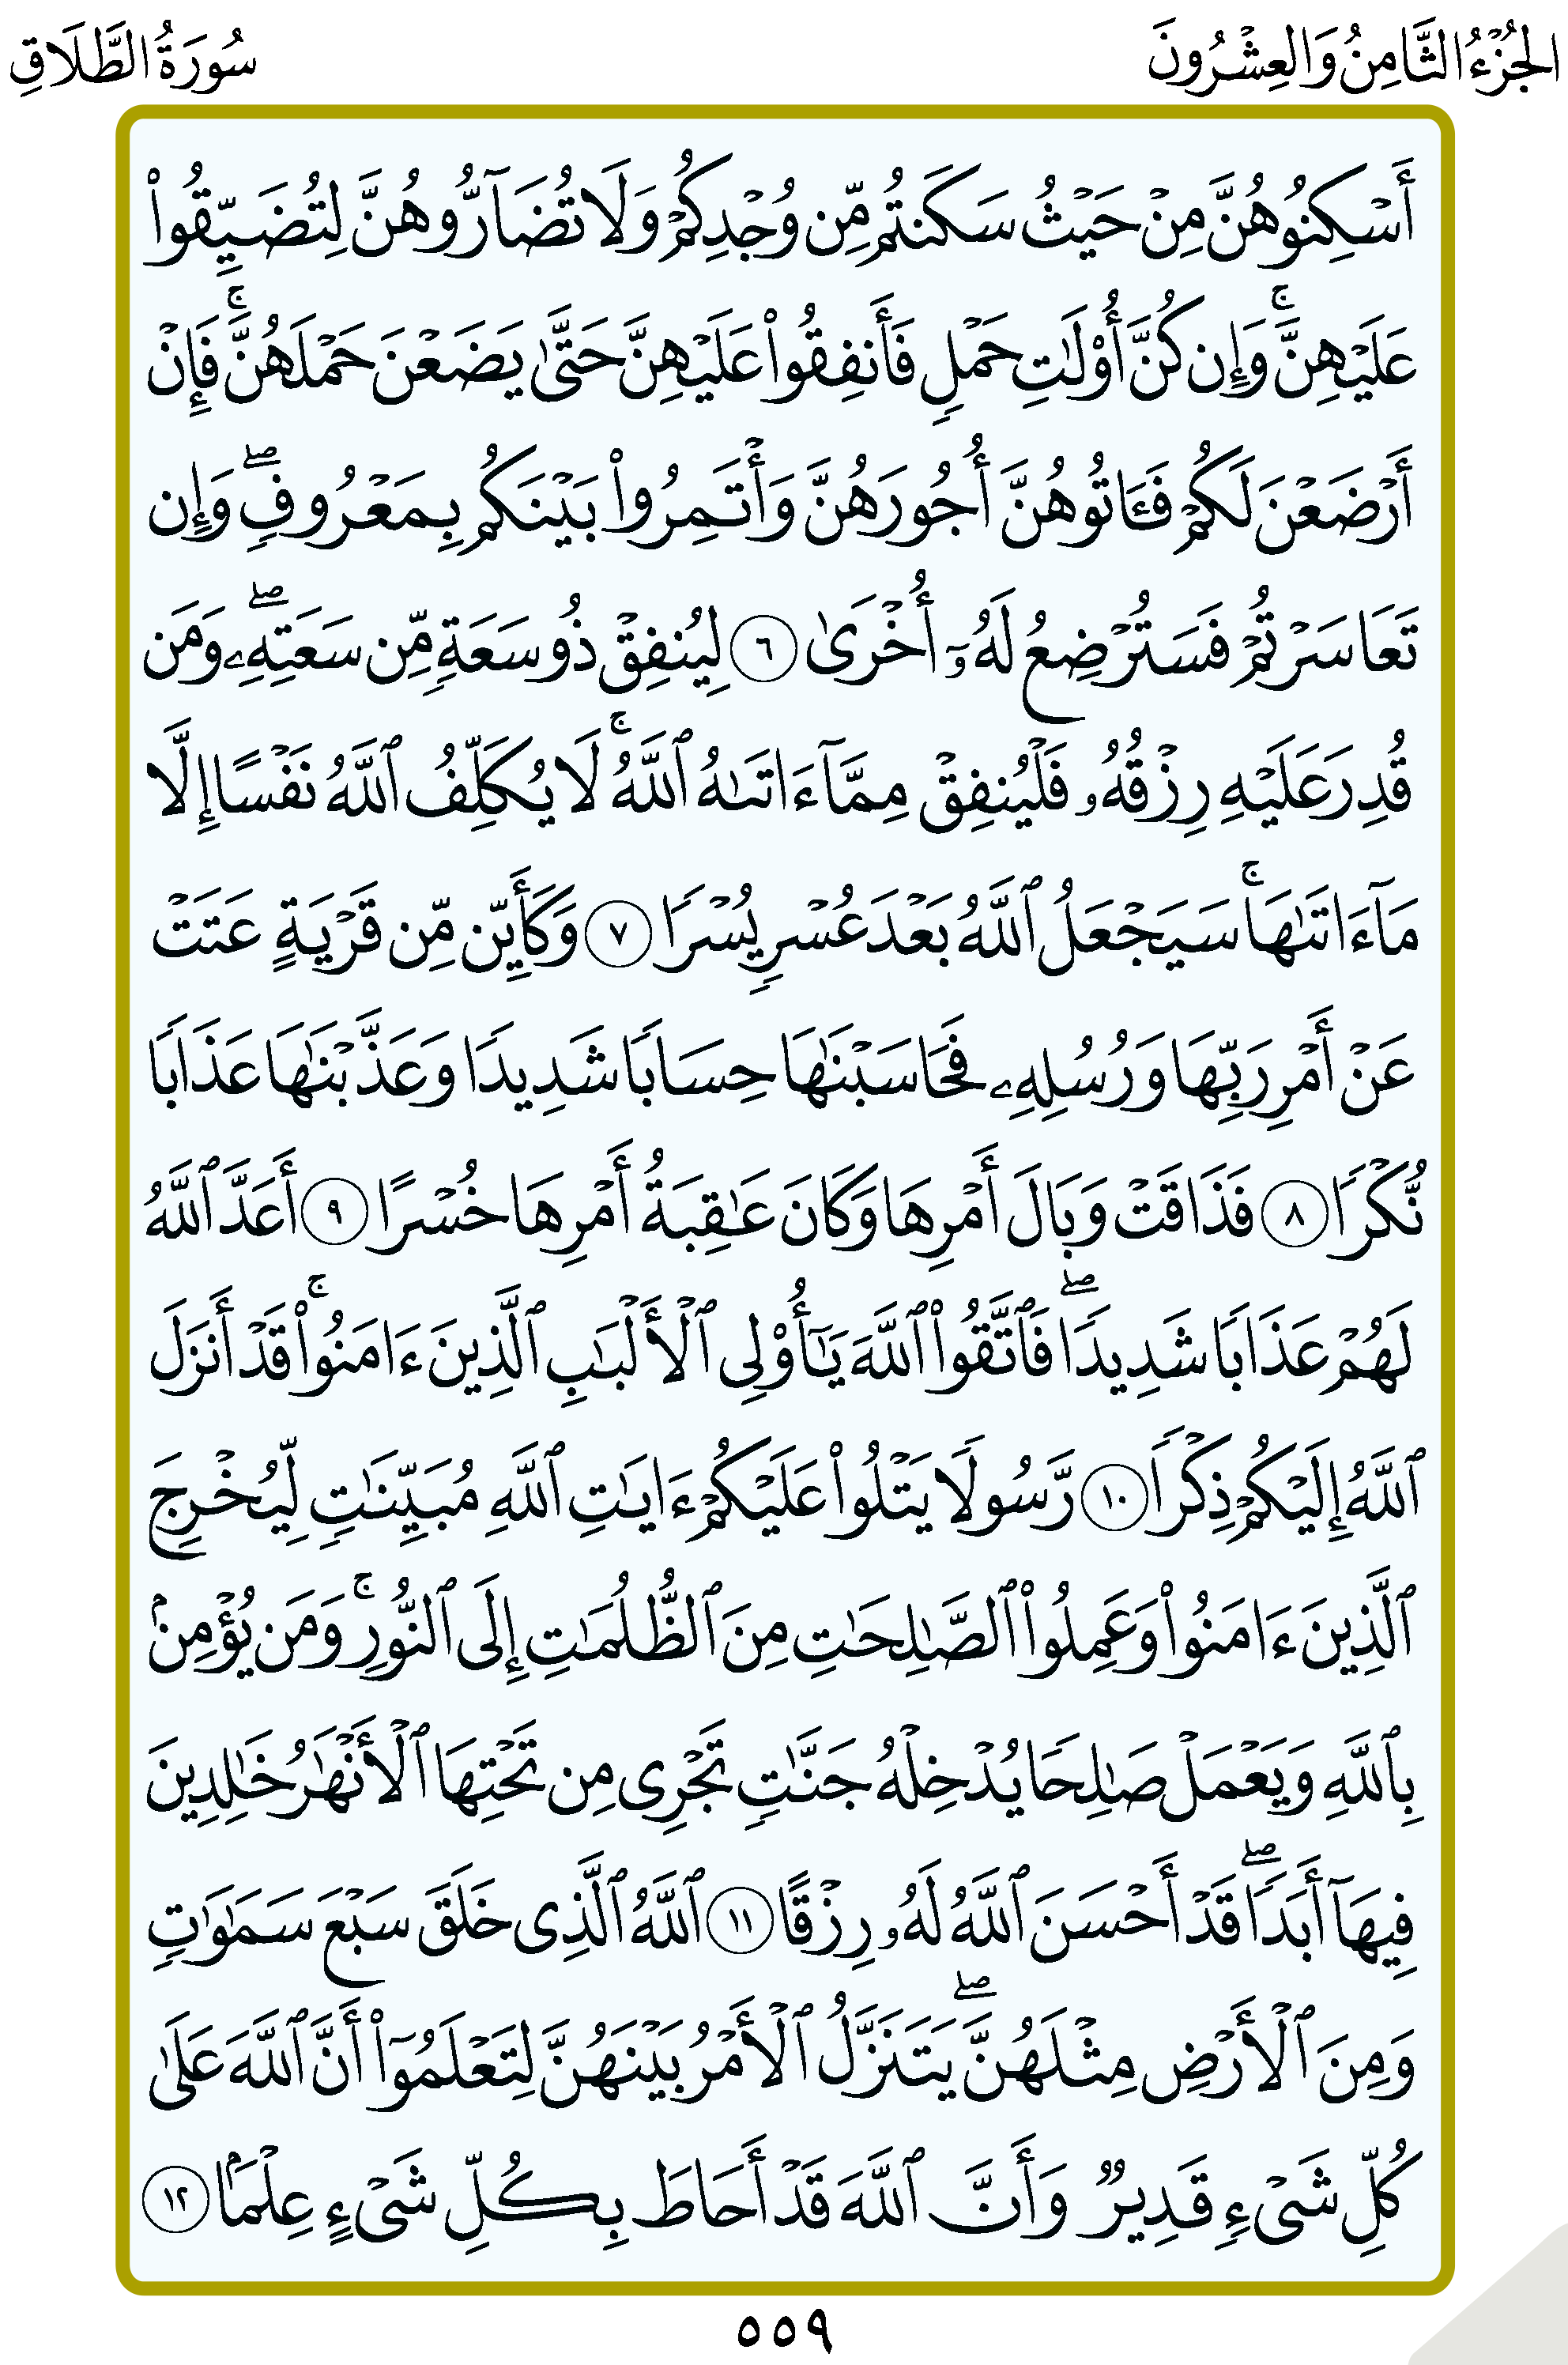 الجُزْءُ الثَّامِنُ وَالعِشْرُونَ
سُورَةُ الطَّلَاقِ
أَسْكِنُوهُنَّ مِنْ حَيْثُ سَكَنتُم مِّن وُجْدِكُمْ وَلَا تُضَآرُّوهُنَّ لِتُضَيِّقُوا۟
عَلَيْهِنَّ ۚ وَإِن كُنَّ أُو۟لَـٰتِ حَمْلٍ فَأَنفِقُوا۟ عَلَيْهِنَّ حَتَّىٰ يَضَعْنَ حَمْلَهُنَّ ۚ فَإِنْ
أَرْضَعْنَ لَكُمْ فَـَٔاتُوهُنَّ أُجُورَهُنَّ وَأْتَمِرُوا۟ بَيْنَكُم بِمَعْرُوفٍ ۖ وَإِن
تَعَاسَرْتُمْ فَسَتُرْضِعُ لَهُۥٓ أُخْرَىٰ ٦ لِيُنفِقْ ذُو سَعَةٍ مِّن سَعَتِهِۦ ۖ وَمَن
قُدِرَ عَلَيْهِ رِزْقُهُۥ فَلْيُنفِقْ مِمَّآ ءَاتَىٰهُ ٱللَّهُ ۚ لَا يُكَلِّفُ ٱللَّهُ نَفْسًا إِلَّا
مَآ ءَاتَىٰهَا ۚ سَيَجْعَلُ ٱللَّهُ بَعْدَ عُسْرٍ يُسْرًا ٧ وَكَأَيِّن مِّن قَرْيَةٍ عَتَتْ
عَنْ أَمْرِ رَبِّهَا وَرُسُلِهِۦ فَحَاسَبْنَـٰهَا حِسَابًا شَدِيدًا وَعَذَّبْنَـٰهَا عَذَابًا
نُّكْرًا ٨ فَذَاقَتْ وَبَالَ أَمْرِهَا وَكَانَ عَـٰقِبَةُ أَمْرِهَا خُسْرًا ٩ أَعَدَّ ٱللَّهُ
لَهُمْ عَذَابًا شَدِيدًا ۖ فَٱتَّقُوا۟ ٱللَّهَ يَـٰٓأُو۟لِى ٱلْأَلْبَـٰبِ ٱلَّذِينَ ءَامَنُوا۟ ۚ قَدْ أَنزَلَ
ٱللَّهُ إِلَيْكُمْ ذِكْرًا ١٠ رَّسُولًا يَتْلُوا۟ عَلَيْكُمْ ءَايَـٰتِ ٱللَّهِ مُبَيِّنَـٰتٍ لِّيُخْرِجَ
ٱلَّذِينَ ءَامَنُوا۟ وَعَمِلُوا۟ ٱلصَّـٰلِحَـٰتِ مِنَ ٱلظُّلُمَـٰتِ إِلَى ٱلنُّورِ ۚ وَمَن يُؤْمِنۢ
بِٱللَّهِ وَيَعْمَلْ صَـٰلِحًا يُدْخِلْهُ جَنَّـٰتٍ تَجْرِى مِن تَحْتِهَا ٱلْأَنْهَـٰرُ خَـٰلِدِينَ
فِيهَآ أَبَدًا ۖ قَدْ أَحْسَنَ ٱللَّهُ لَهُۥ رِزْقًا ١١ ٱللَّهُ ٱلَّذِى خَلَقَ سَبْعَ سَمَـٰوَٰتٍ
وَمِنَ ٱلْأَرْضِ مِثْلَهُنَّ ۖ يَتَنَزَّلُ ٱلْأَمْرُ بَيْنَهُنَّ لِتَعْلَمُوٓا۟ أَنَّ ٱللَّهَ عَلَىٰ
كُلِّ شَىْءٍ قَدِيرٌ وَأَنَّ ٱللَّهَ قَدْ أَحَاطَ بِكُلِّ شَىْءٍ عِلْمًۢا ١٢
٥٥٩